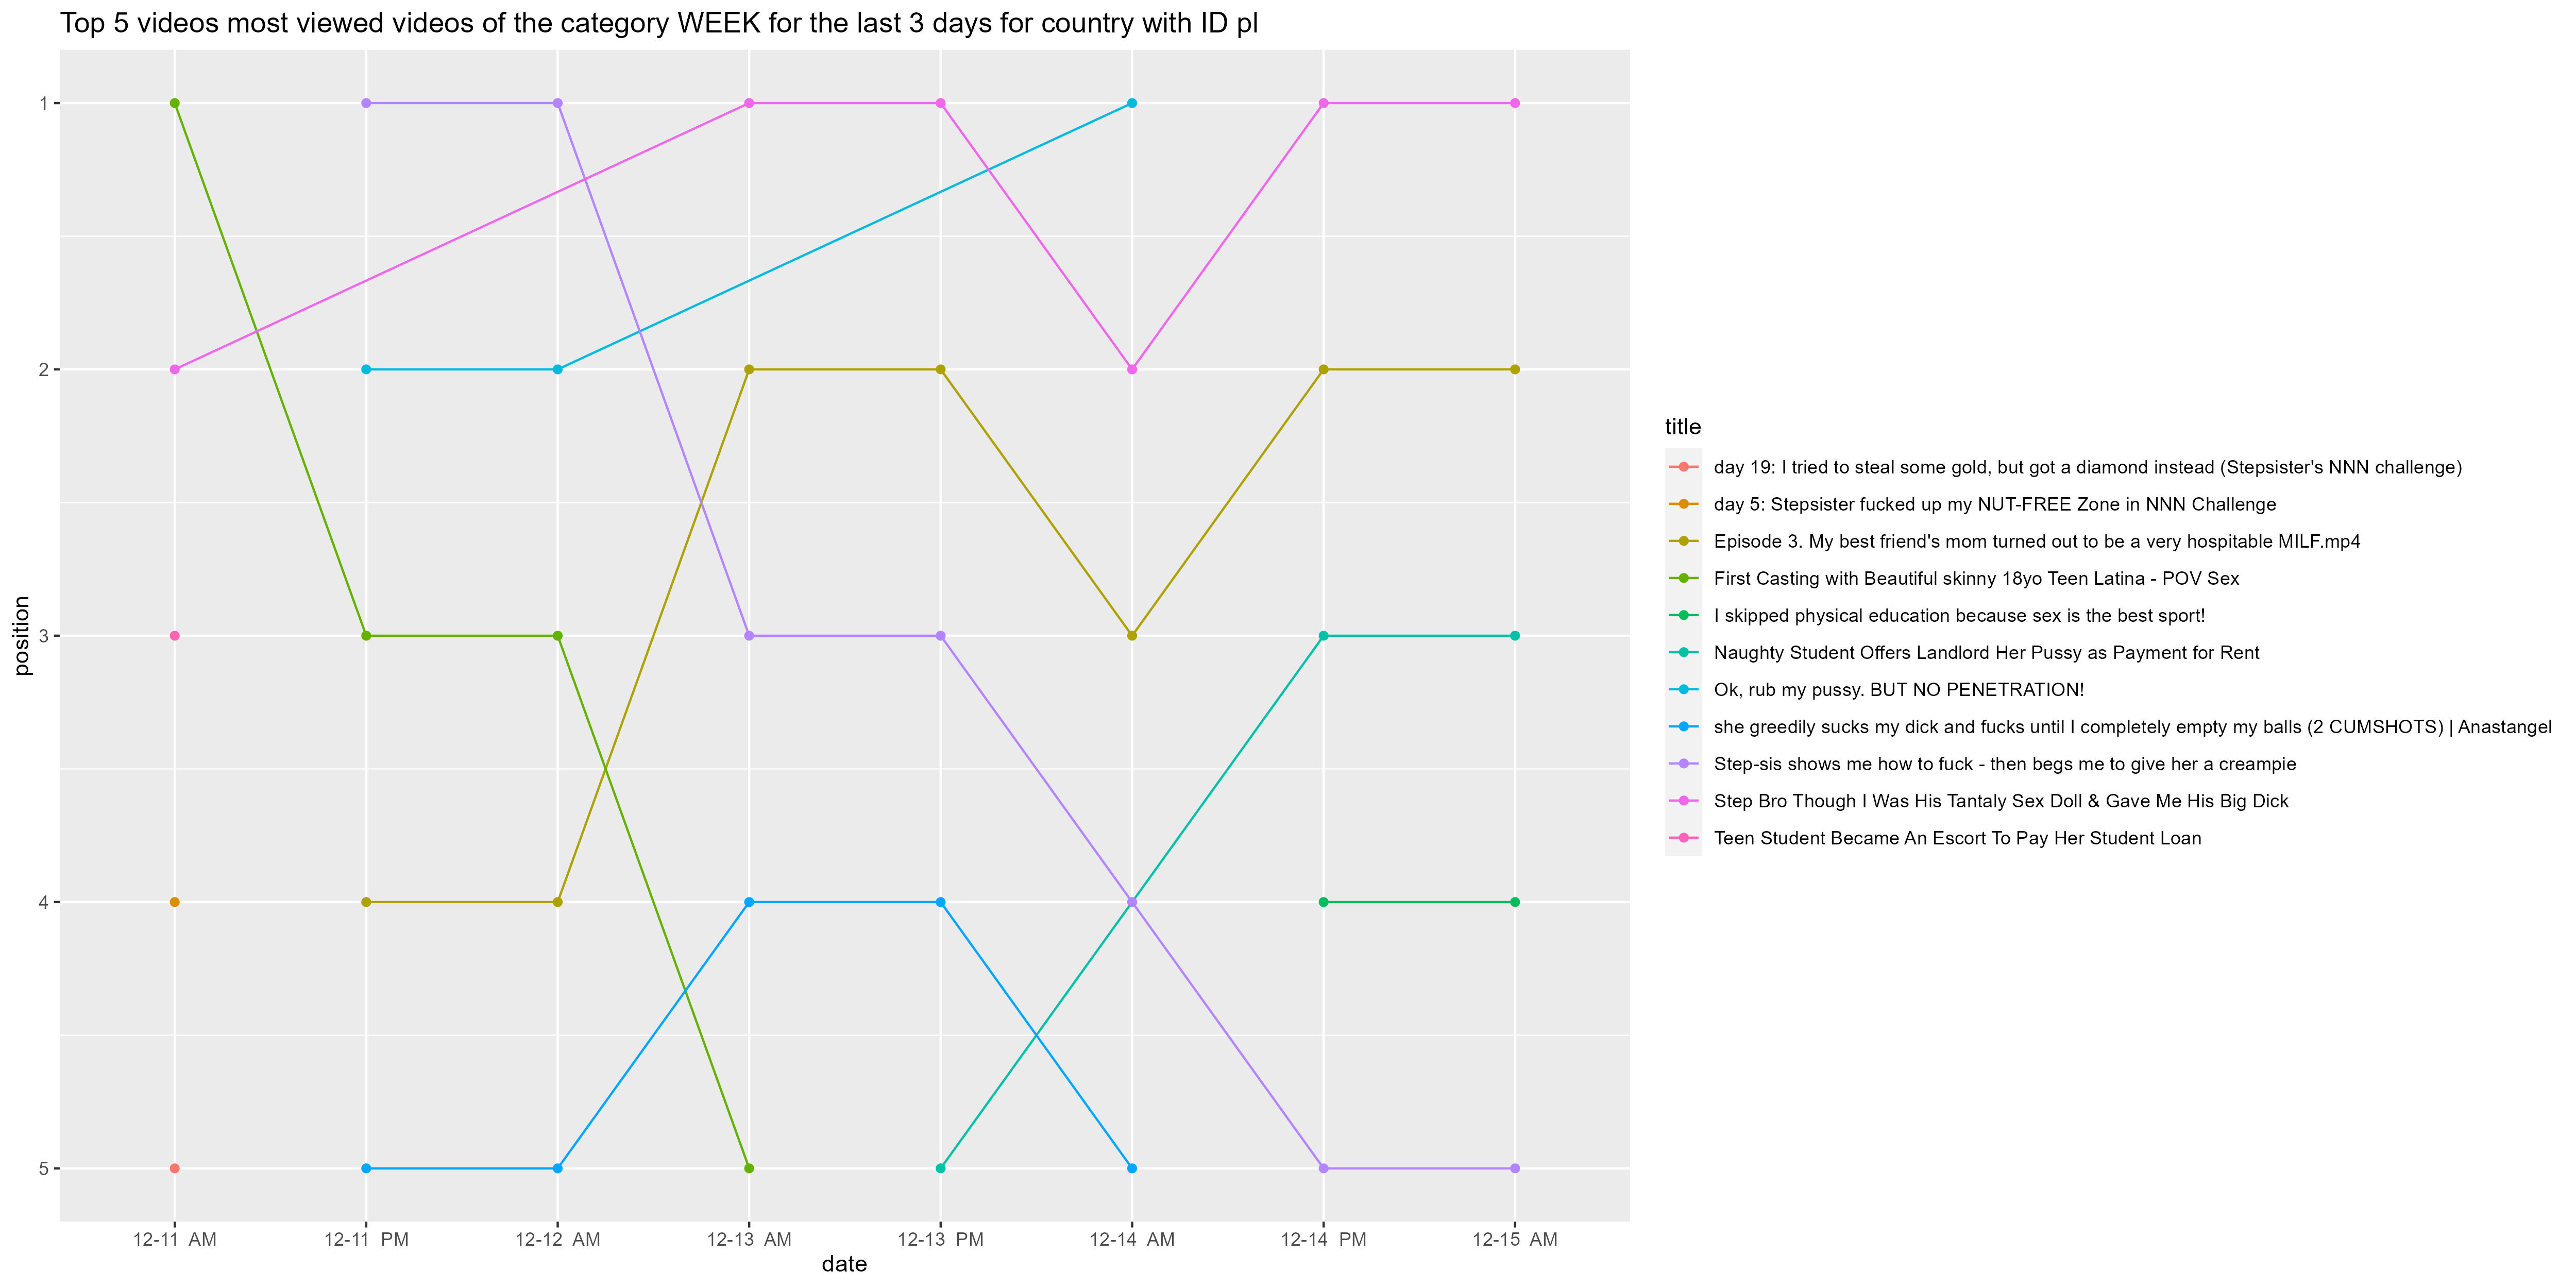 Top 5 videos most viewed videos of the category WEEK for the last 3 days for country with ID pl
position
1
2
3
4
5
12-11 AM
12-11 PM
12-12 AM
12-13 AM
12-13 PM
12-14 AM
12-14 PM
12-15 AM
date
title
day 19: I tried to steal some gold, but got a diamond instead (Stepsister's NNN challenge)
day 5: Stepsister fucked up my NUT-FREE Zone in NNN Challenge
Episode 3. My best friend's mom turned out to be a very hospitable MILF.mp4
First Casting with Beautiful skinny 18yo Teen Latina - POV Sex
I skipped physical education because sex is the best sport!
Naughty Student Offers Landlord Her Pussy as Payment for Rent
Ok, rub my pussy. BUT NO PENETRATION!
she greedily sucks my dick and fucks until I completely empty my balls (2 CUMSHOTS) | Anastangel
Step-sis shows me how to fuck - then begs me to give her a creampie
Step Bro Though I Was His Tantaly Sex Doll & Gave Me His Big Dick
Teen Student Became An Escort To Pay Her Student Loan